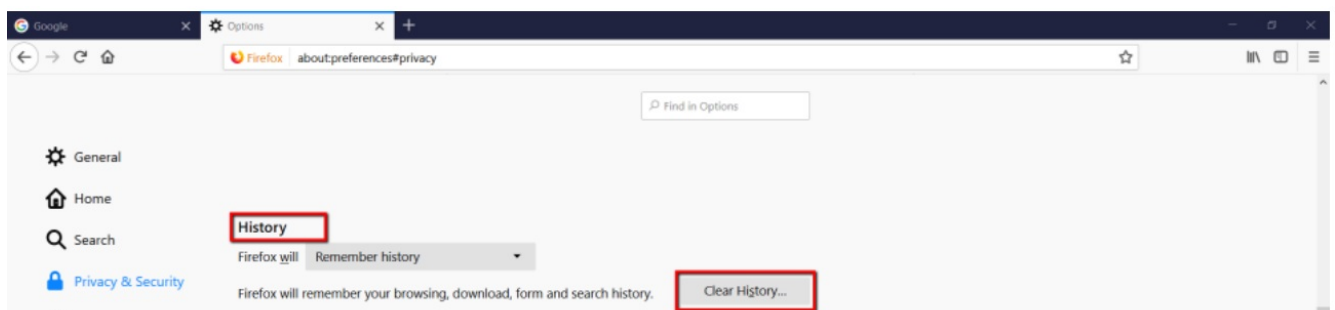 Google
Options
Firefox about:preferences#privacy
Find in Options
General
Home
Search
Privacy & Security
History
Firefox will Remember history
Firefox will remember your browsing, download, form and search history. Clear History...